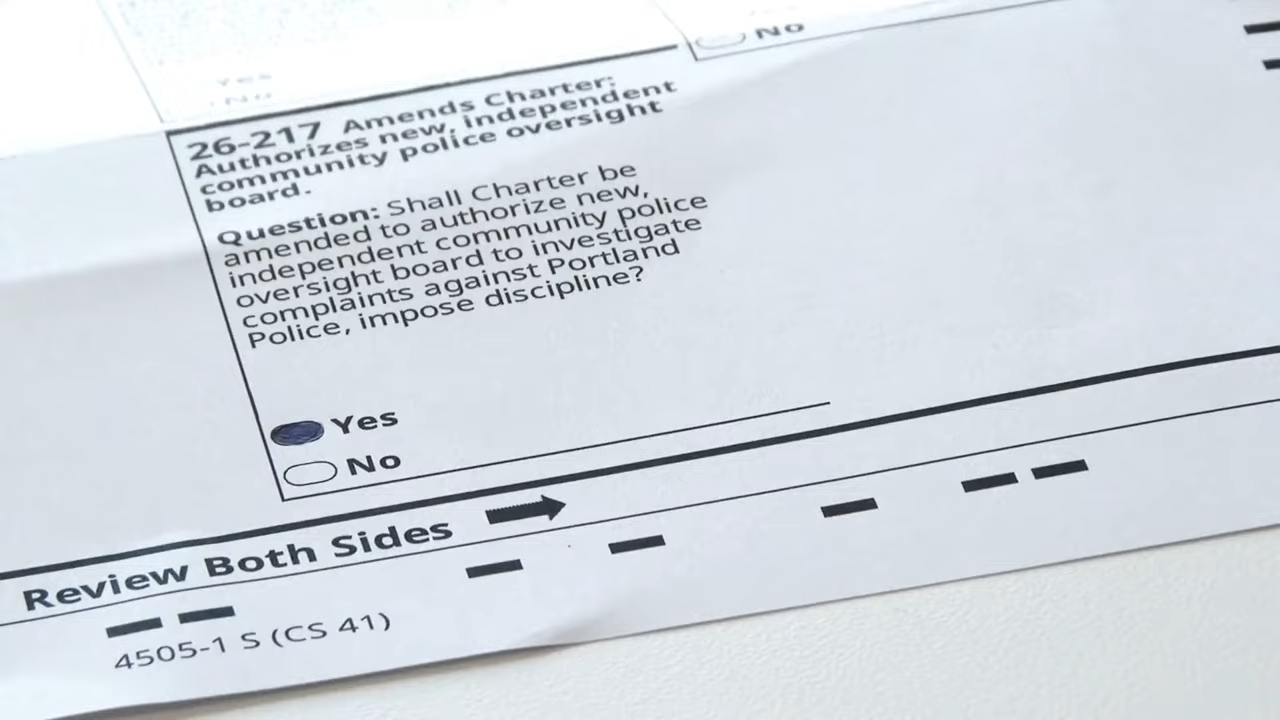 Yes
No
No
26-217 Amends Charter:
Authorizes new, independent
community police oversight
board.
Question: Shall Charter be
amended to authorize new,
independent community police
oversight board to investigate
complaints against Portland
Police, impose discipline?
Yes
No
Review Both Sides
4505-1 S (CS 41)